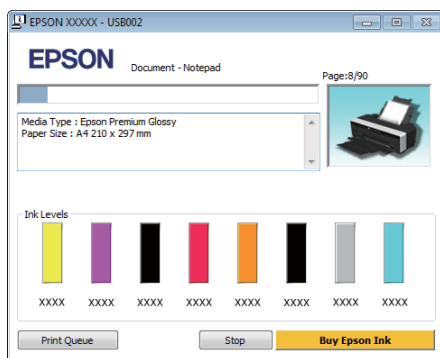 EPSON XXXXX - USB002
EPSON
Document - Notepad
Page:8/90
Media Type : Epson Premium Glossy
Paper Size : A4 210 x 297 mm
Ink Levels
XXXX XXXX XXXX XXXX XXXX XXXX XXXX XXXX
Print Queue Stop Buy Epson Ink